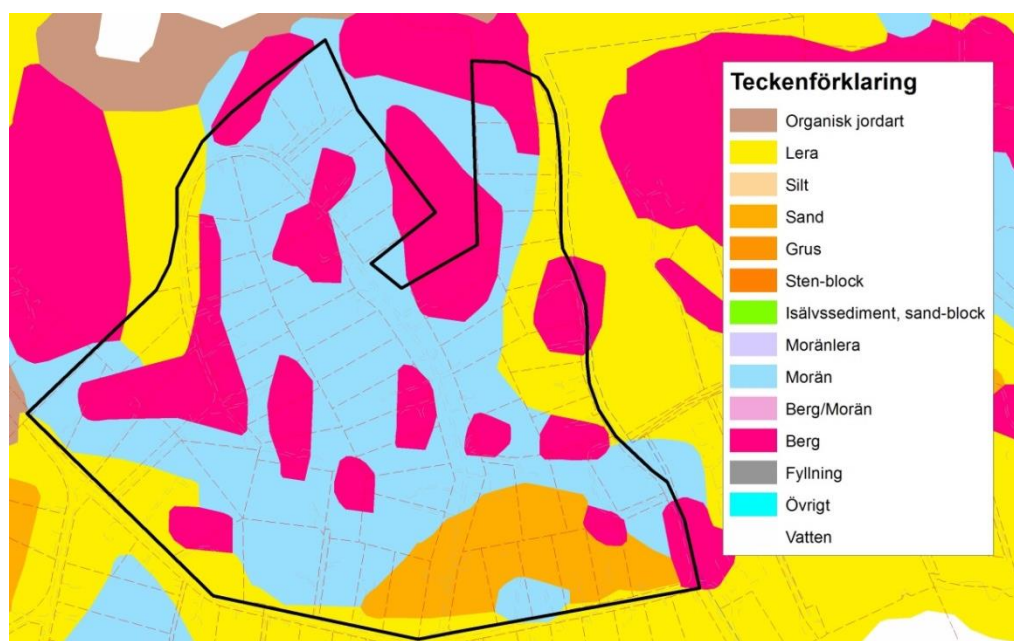 Teckenförklaring
Organisk jordart
Lera
Silt
Sand
Grus
Sten-block
Isälvssediment, sand-block
Moränlera
Morän
Berg/Morän
Berg
Fyllning
Övrigt
Vatten